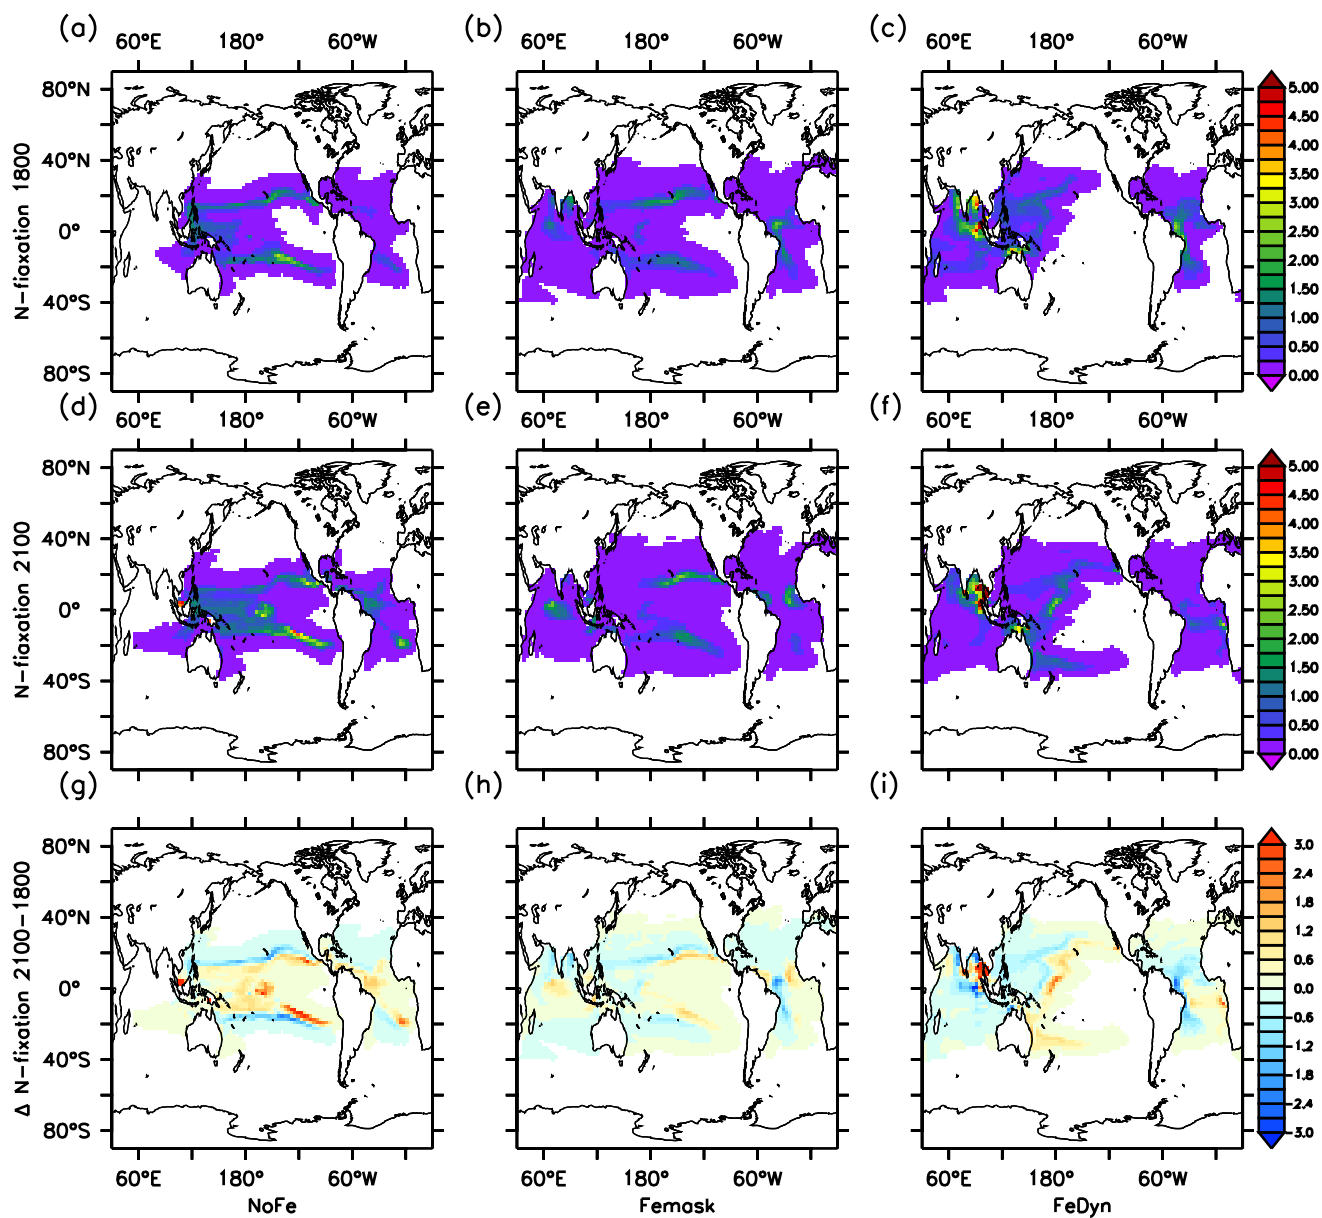 (a) (b) (c)
60°E 180° 60°W 60°E 180° 60°W 60°E 180° 60°W
N-fiaxation 1800
80°N
40°N
0°
40°S
80°S
5.00
4.50
4.00
3.50
3.00
2.50
2.00
1.50
1.00
0.50
0.00
(d) (e) (f)
60°E 180° 60°W 60°E 180° 60°W 60°E 180° 60°W
N-fiaxation 2100
80°N
40°N
0°
40°S
80°S
5.00
4.50
4.00
3.50
3.00
2.50
2.00
1.50
1.00
0.50
0.00
(g) (h) (i)
Δ N-fixation 2100-1800
80°N
40°N
0°
40°S
80°S
3.0
2.4
1.8
1.2
0.6
0.0
-0.6
-1.2
-1.8
-2.4
-3.0
60°E 180° 60°W 60°E 180° 60°W 60°E 180° 60°W
NoFe Femask FeDyn